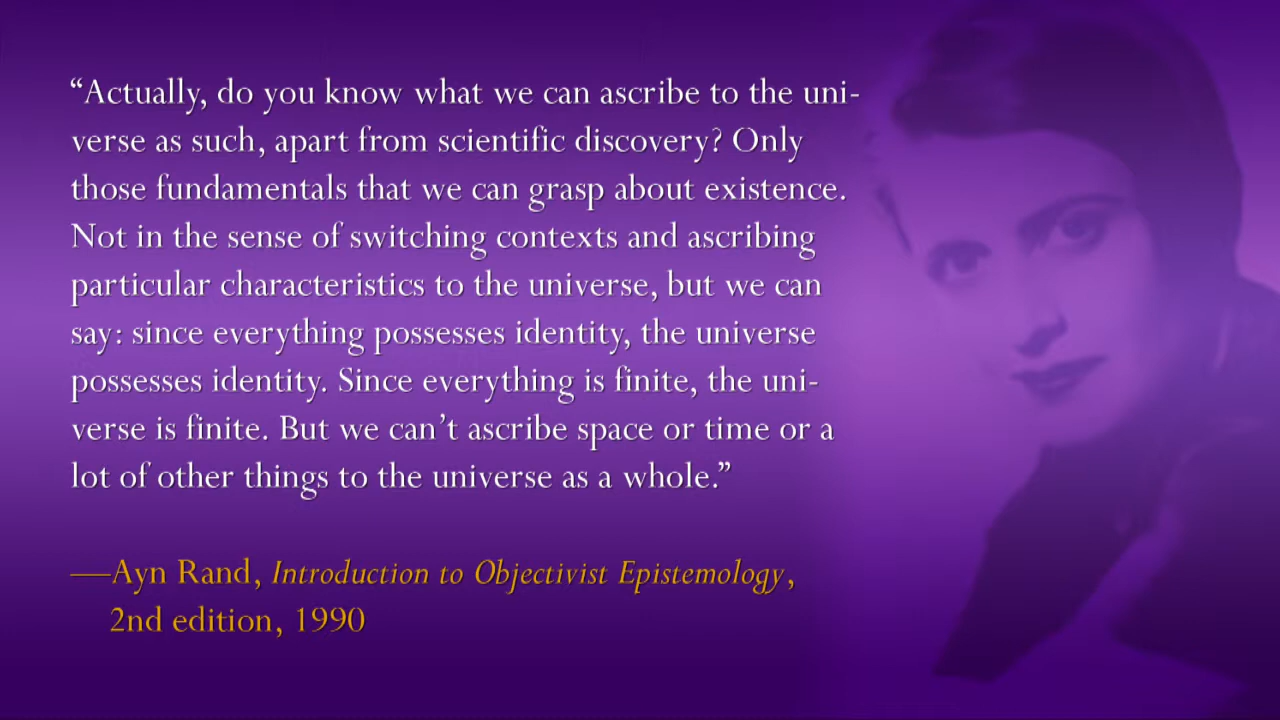 “Actually, do you know what we can ascribe to the uni-
verse as such, apart from scientific discovery? Only
those fundamentals that we can grasp about existence.
Not in the sense of switching contexts and ascribing
particular characteristics to the universe, but we can
say: since everything possesses identity, the universe
possesses identity. Since everything is finite, the uni-
verse is finite. But we can’t ascribe space or time or a
lot of other things to the universe as a whole.”
—Ayn Rand, Introduction to Objectivist Epistemology,
2nd edition, 1990